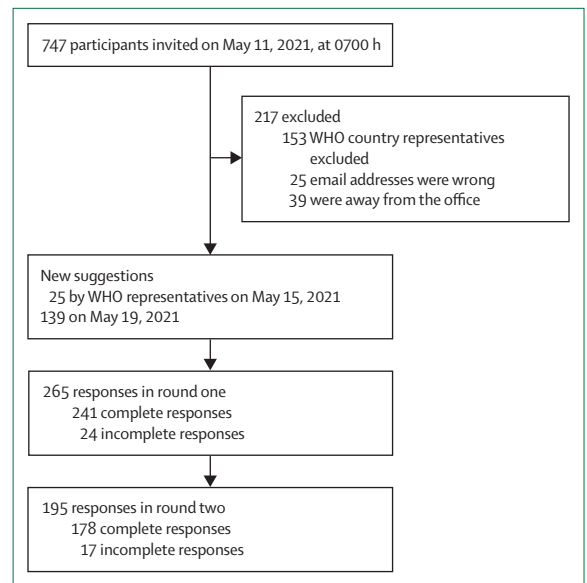 747 participants invited on May 11, 2021, at 0700 h
217 excluded
153 WHO country representatives
excluded
25 email addresses were wrong
39 were away from the office
New suggestions
25 by WHO representatives on May 15, 2021
139 on May 19, 2021
265 responses in round one
241 complete responses
24 incomplete responses
195 responses in round two
178 complete responses
17 incomplete responses